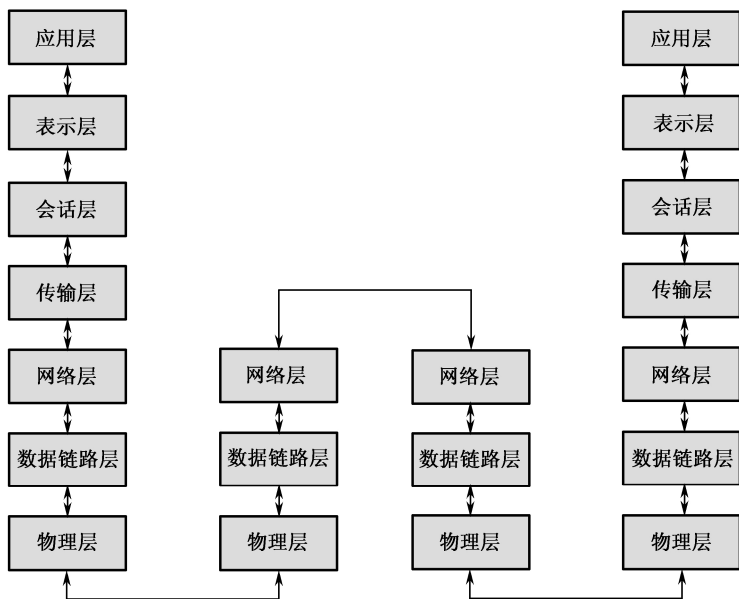 应用层
表示层
会话层
传输层
网络层
数据链路层
物理层
网络层
数据链路层
物理层
网络层
数据链路层
物理层
应用层
表示层
会话层
传输层
网络层
数据链路层
物理层